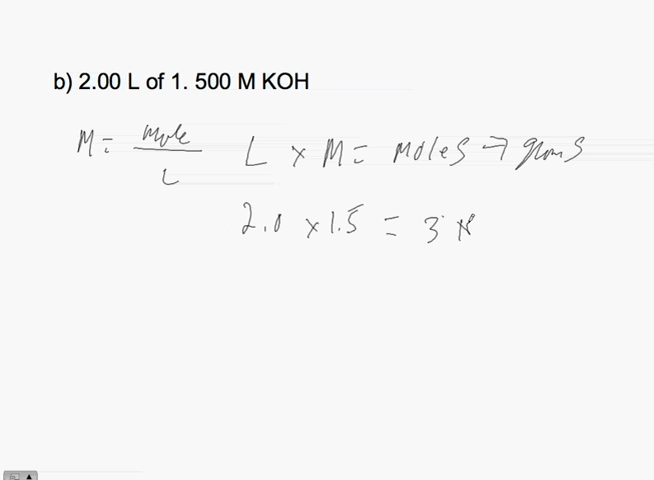 b) 2.00 L of 1. 500 M KOH
M = mole / L L x M = moles → grams
2.0 x 1.5 = 3